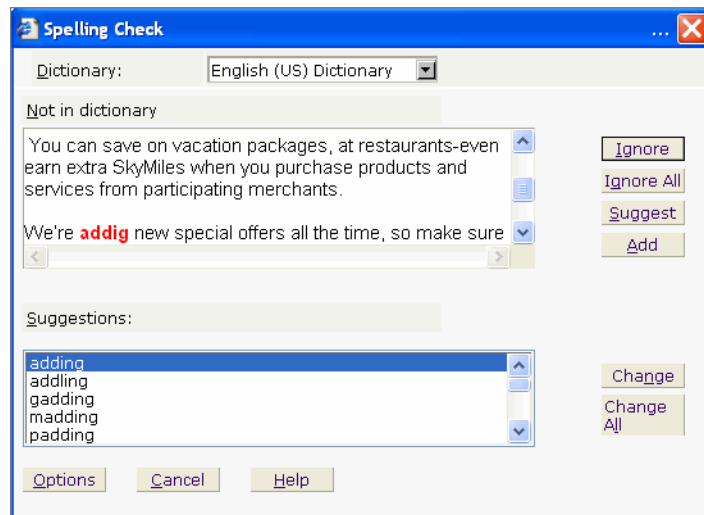 Spelling Check ...
Dictionary: English (US) Dictionary
Not in dictionary
You can save on vacation packages, at restaurants-even
earn extra SkyMiles when you purchase products and
services from participating merchants.
We're addig new special offers all the time, so make sure
Ignore
Ignore All
Suggest
Add
Suggestions:
adding
addling
gadding
madding
padding
Change
Change
All
Options Cancel Help